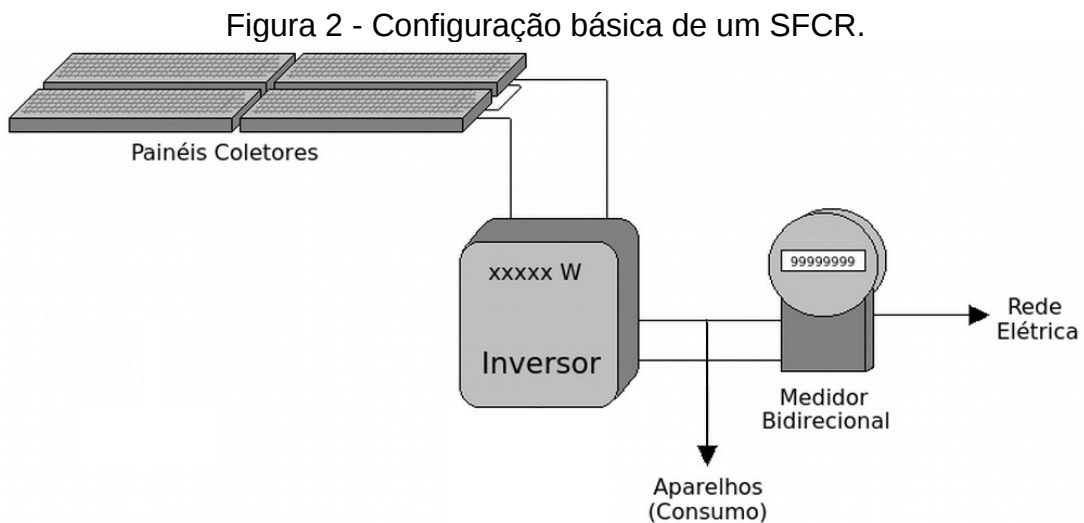 Figura 2 - Configuração básica de um SFCR.
Painéis Coletores
xxxxx W
Inversor
99999999
Medidor
Bidirecional
Rede
Elétrica
Aparelhos
(Consumo)